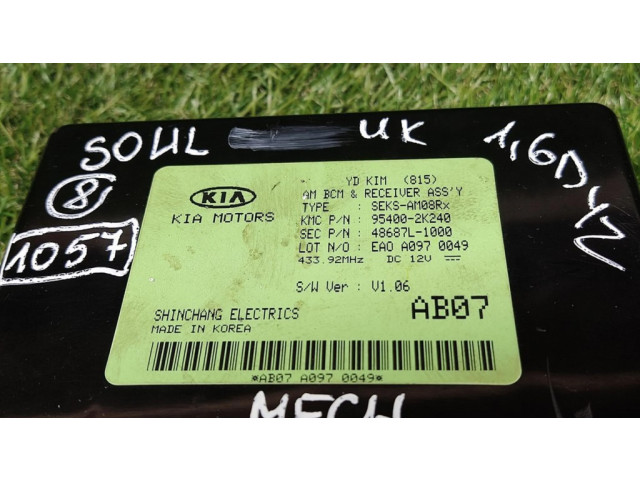 SOUL UK 1,6D
8
1057
KIA
KIA MOTORS
YD KIM (815)
AM BCM & RECEIVER ASS'Y
TYPE : SEKS-AM08Rx
KMC P/N : 95400-2K240
SEC P/N : 48687L-1000
LOT N/O : EAO A097 0049
433.92MHz DC 12V
S/W Ver : V1.06
SHINCHANG ELECTRICS
MADE IN KOREA
AB07
*AB07 A097 0049*
MECH